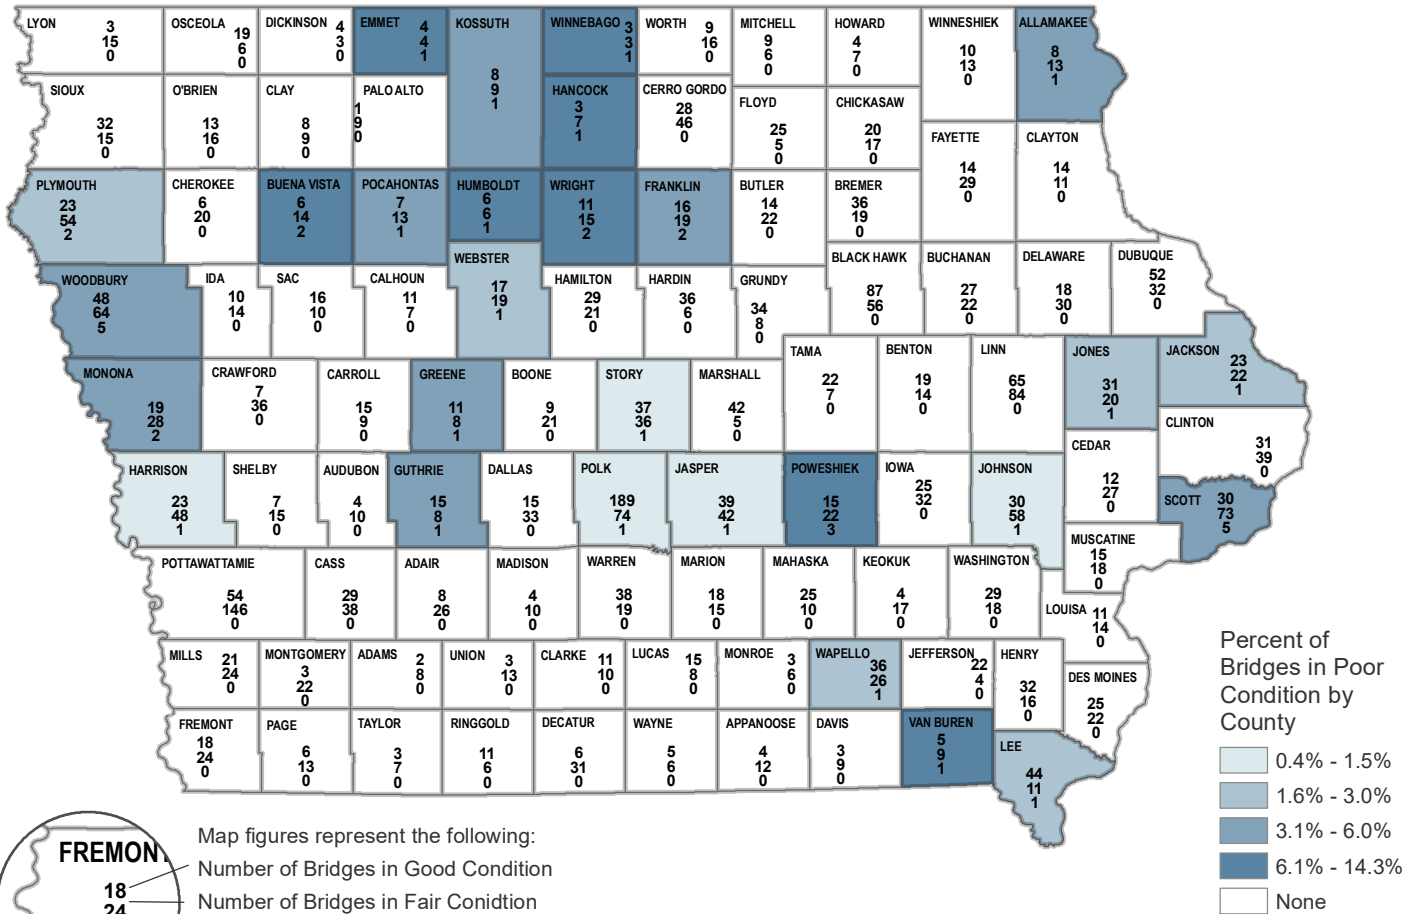 LYON 3 15 0
OSCEOLA 19 6 0
DICKINSON 4 3 0
EMMET 4 4 1
KOSSUTH 8 9 1
WINNEBAGO 3 3 1
WORTH 9 16 0
MITCHELL 9 6 0
HOWARD 4 7 0
WINNESHIEK 10 13 0
ALLAMAKEE 8 13 1
SIOUX 32 15 0
O'BRIEN 13 16 0
CLAY 8 9 0
PALO ALTO 1 9 0
HANCOCK 3 7 1
CERRO GORDO 28 46 0
FLOYD 25 5 0
CHICKASAW 20 17 0
FAYETTE 14 29 0
CLAYTON 14 11 0
PLYMOUTH 23 54 2
CHEROKEE 6 20 0
BUENA VISTA 6 14 2
POCAHONTAS 7 13 1
HUMBOLDT 6 6 1
WRIGHT 11 15 2
FRANKLIN 16 19 2
BUTLER 14 22 0
BREMER 36 19 0
WOODBURY 48 64 5
IDA 10 14 0
SAC 16 10 0
CALHOUN 11 7 0
WEBSTER 17 19 1
HAMILTON 29 21 0
HARDIN 36 6 0
GRUNDY 34 8 0
BLACK HAWK 87 56 0
BUCHANAN 27 22 0
DELAWARE 18 30 0
DUBUQUE 52 32 0
MONONA 19 28 2
CRAWFORD 7 36 0
CARROLL 15 9 0
GREENE 11 8 1
BOONE 9 21 0
STORY 37 36 1
MARSHALL 42 5 0
TAMA 22 7 0
BENTON 19 14 0
LINN 65 84 0
JONES 31 20 1
JACKSON 23 22 1
CLINTON 31 39 0
HARRISON 23 48 1
SHELBY 7 15 0
AUDUBON 4 10 0
GUTHRIE 15 8 1
DALLAS 15 33 0
POLK 189 74 1
JASPER 39 42 1
POWESHIEK 15 22 3
IOWA 25 32 0
JOHNSON 30 58 1
CEDAR 12 27 0
SCOTT 30 73 5
MUSCATINE 15 18 0
POTTAWATTAMIE 54 146 0
CASS 29 38 0
ADAIR 8 26 0
MADISON 4 10 0
WARREN 38 19 0
MARION 18 15 0
MAHASKA 25 10 0
KEOKUK 4 17 0
WASHINGTON 29 18 0
LOUISA 11 14 0
MILLS 21 24 0
MONTGOMERY 3 22 0
ADAMS 2 8 0
UNION 3 13 0
CLARKE 11 10 0
LUCAS 15 8 0
MONROE 3 6 0
WAPELLO 36 26 1
JEFFERSON 22 4 0
HENRY 32 16 0
DES MOINES 25 22 0
FREMONT 18 24 0
PAGE 6 13 0
TAYLOR 3 7 0
RINGGOLD 11 6 0
DECATUR 6 31 0
WAYNE 5 6 0
APPANOOSE 4 12 0
DAVIS 3 9 0
VAN BUREN 5 9 1
LEE 44 11 1
Percent of
Bridges in Poor
Condition by
County
0.4% - 1.5%
1.6% - 3.0%
3.1% - 6.0%
6.1% - 14.3%
None
Map figures represent the following:
FREMONT
18
Number of Bridges in Good Condition
24
Number of Bridges in Fair Conidtion